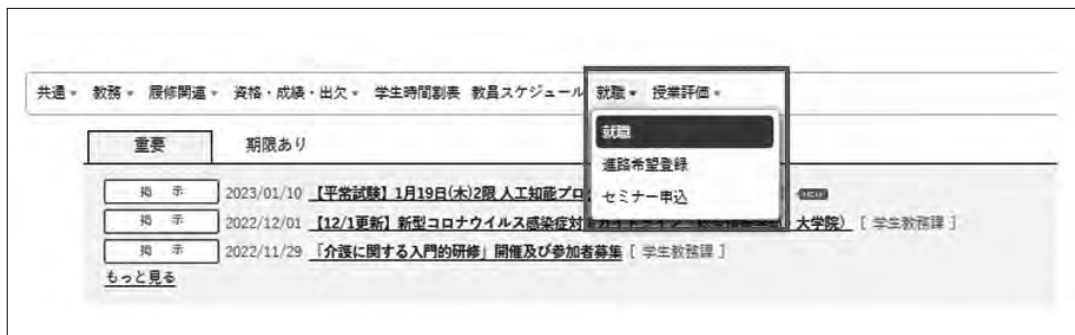 共通 教務 履修関連 資格・成績・出欠 学生時間割表 教員スケジュール 就職 授業評価
就職
進路希望登録
セミナー申込
重要 期限あり
掲 示 2023/01/10 【平常試験】1月19日(木)2限 人工知能プロ NEW
掲 示 2022/12/01 【12/1更新】新型コロナウイルス感染症対 大学院） [ 学生教務課 ]
掲 示 2022/11/29 「介護に関する入門的研修」開催及び参加者募集 [ 学生教務課 ]
もっと見る